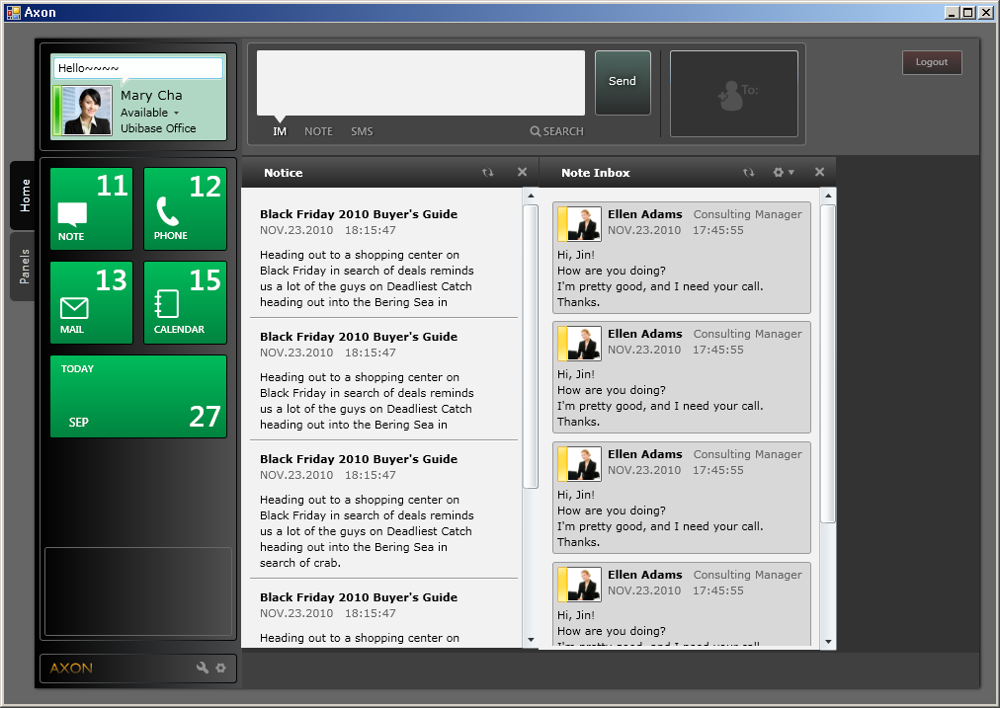 Axon
Hello~~~~
Mary Cha
Available
Ubibase Office
Send
To:
Logout
IM NOTE SMS SEARCH
Home
Panels
11
NOTE
12
PHONE
13
MAIL
15
CALENDAR
TODAY
SEP 27
AXON
Notice
Black Friday 2010 Buyer's Guide
NOV.23.2010 18:15:47
Heading out to a shopping center on
Black Friday in search of deals reminds
us a lot of the guys on Deadliest Catch
heading out into the Bering Sea in
Black Friday 2010 Buyer's Guide
NOV.23.2010 18:15:47
Heading out to a shopping center on
Black Friday in search of deals reminds
us a lot of the guys on Deadliest Catch
heading out into the Bering Sea in
Black Friday 2010 Buyer's Guide
NOV.23.2010 18:15:47
Heading out to a shopping center on
Black Friday in search of deals reminds
us a lot of the guys on Deadliest Catch
heading out into the Bering Sea in
search of crab.
Black Friday 2010 Buyer's Guide
NOV.23.2010 18:15:47
Heading out to a shopping center on
Note Inbox
Ellen Adams Consulting Manager
NOV.23.2010 17:45:55
Hi, Jin!
How are you doing?
I'm pretty good, and I need your call.
Thanks.
Ellen Adams Consulting Manager
NOV.23.2010 17:45:55
Hi, Jin!
How are you doing?
I'm pretty good, and I need your call.
Thanks.
Ellen Adams Consulting Manager
NOV.23.2010 17:45:55
Hi, Jin!
How are you doing?
I'm pretty good, and I need your call.
Thanks.
Ellen Adams Consulting Manager
NOV.23.2010 17:45:55
Hi, Jin!
How are you doing?